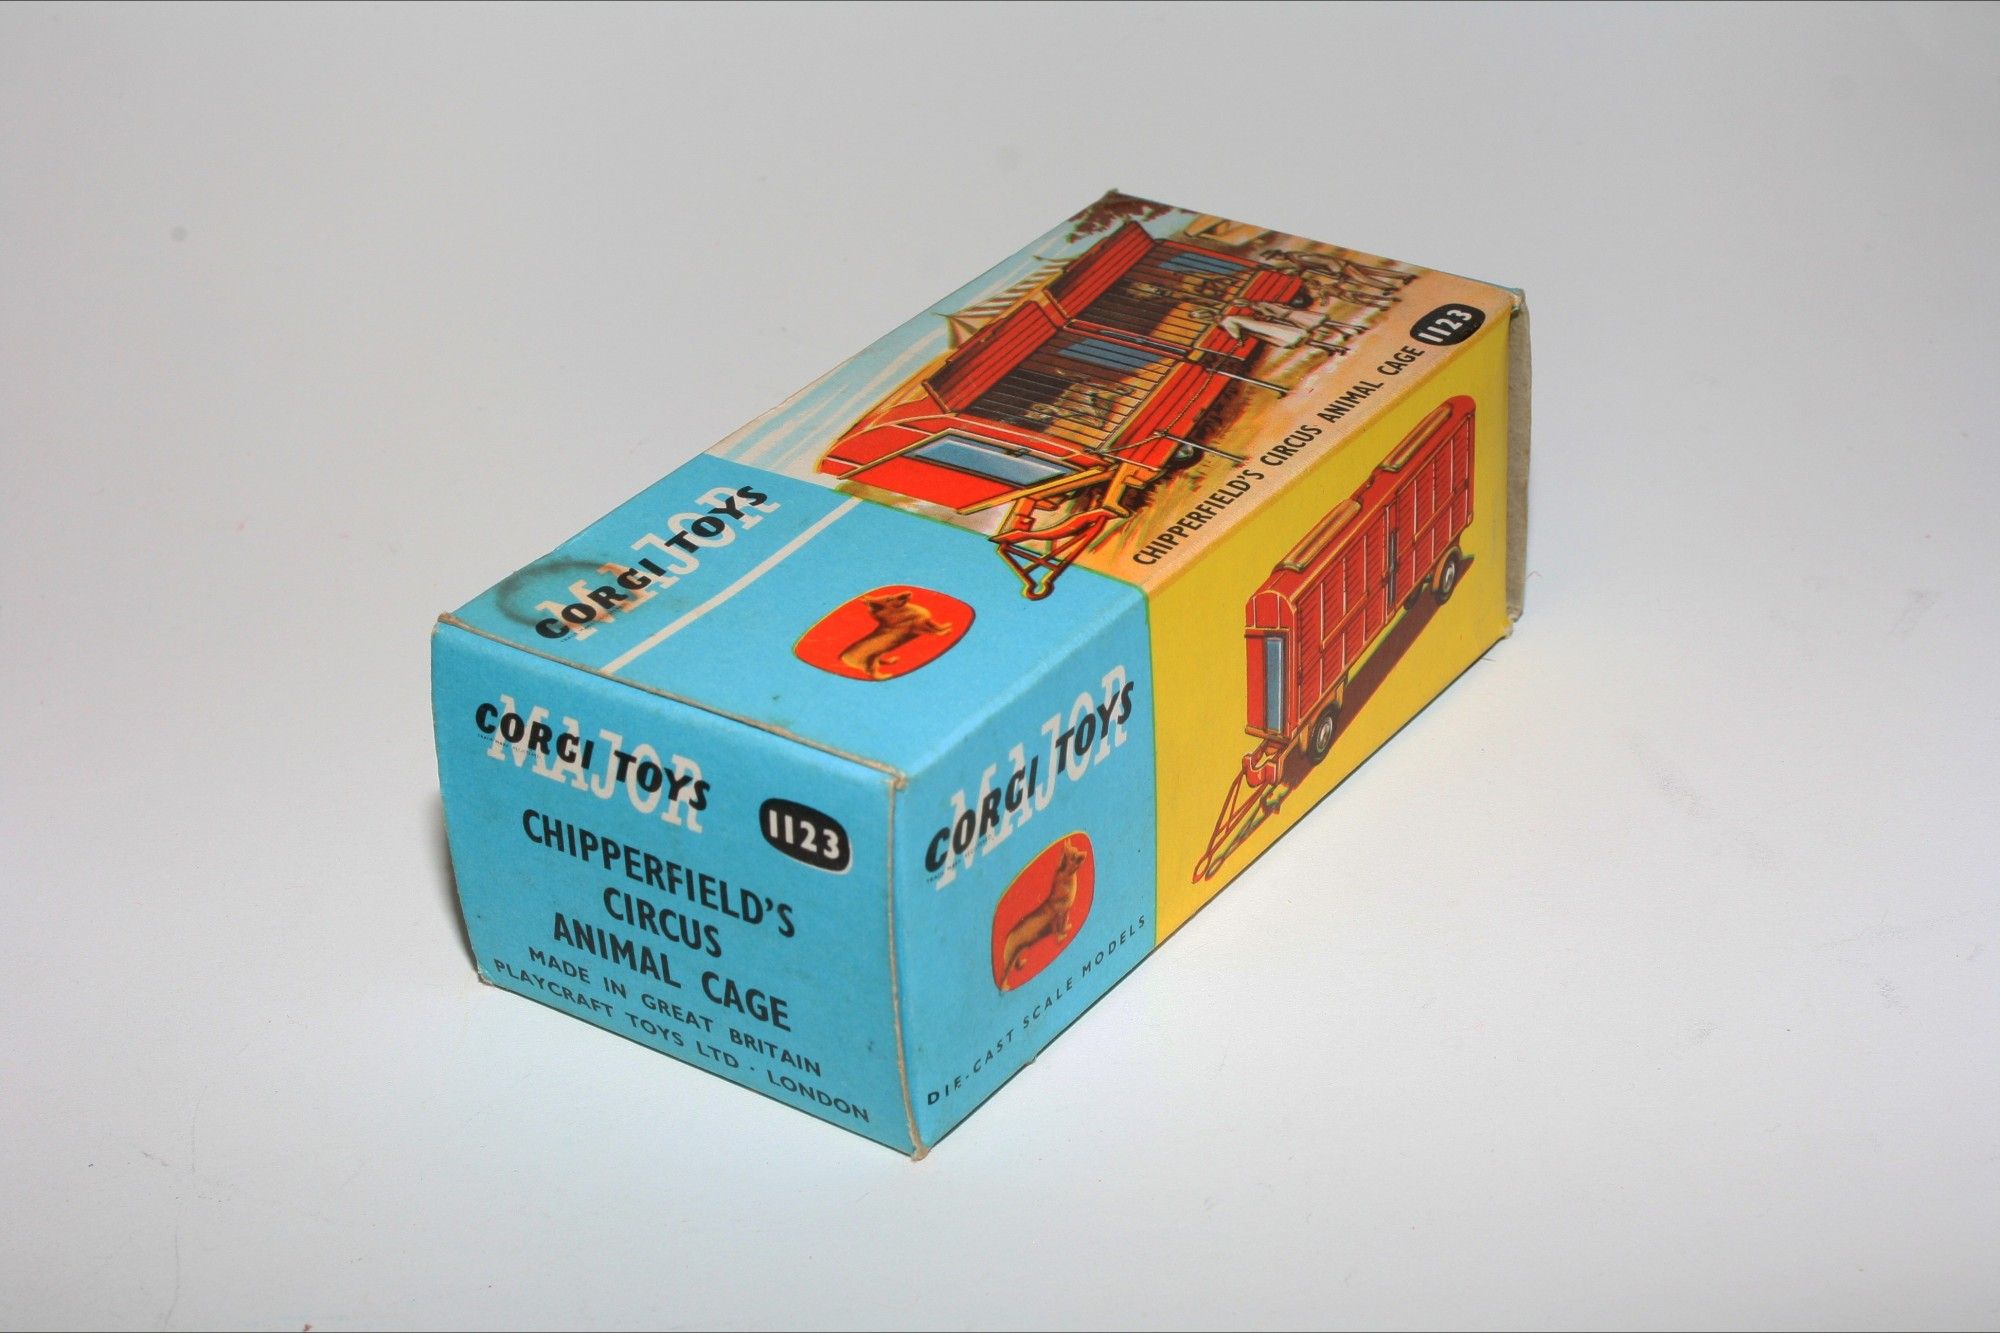 CORGI TOYS
MAJOR
CHIPPERFIELD'S CIRCUS ANIMAL CAGE 1123
CORGI TOYS
MAJOR
1123
CHIPPERFIELD'S
CIRCUS
ANIMAL CAGE
MADE IN GREAT BRITAIN
PLAYCRAFT TOYS LTD · LONDON
CORGI TOYS
MAJOR
DIE-CAST SCALE MODELS